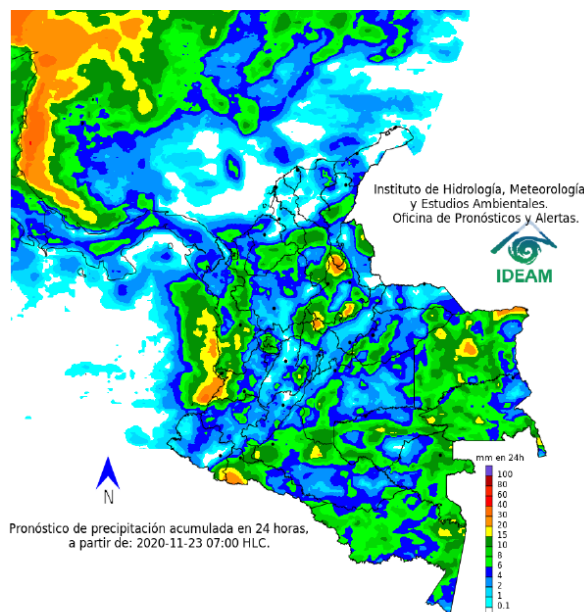 Instituto de Hidrología, Meteorología
y Estudios Ambientales.
Oficina de Pronósticos y Alertas.
IDEAM
N
Pronóstico de precipitación acumulada en 24 horas,
a partir de: 2020-11-23 07:00 HLC.
mm en 24h
100
80
60
40
30
20
15
10
8
6
4
2
1
0.1